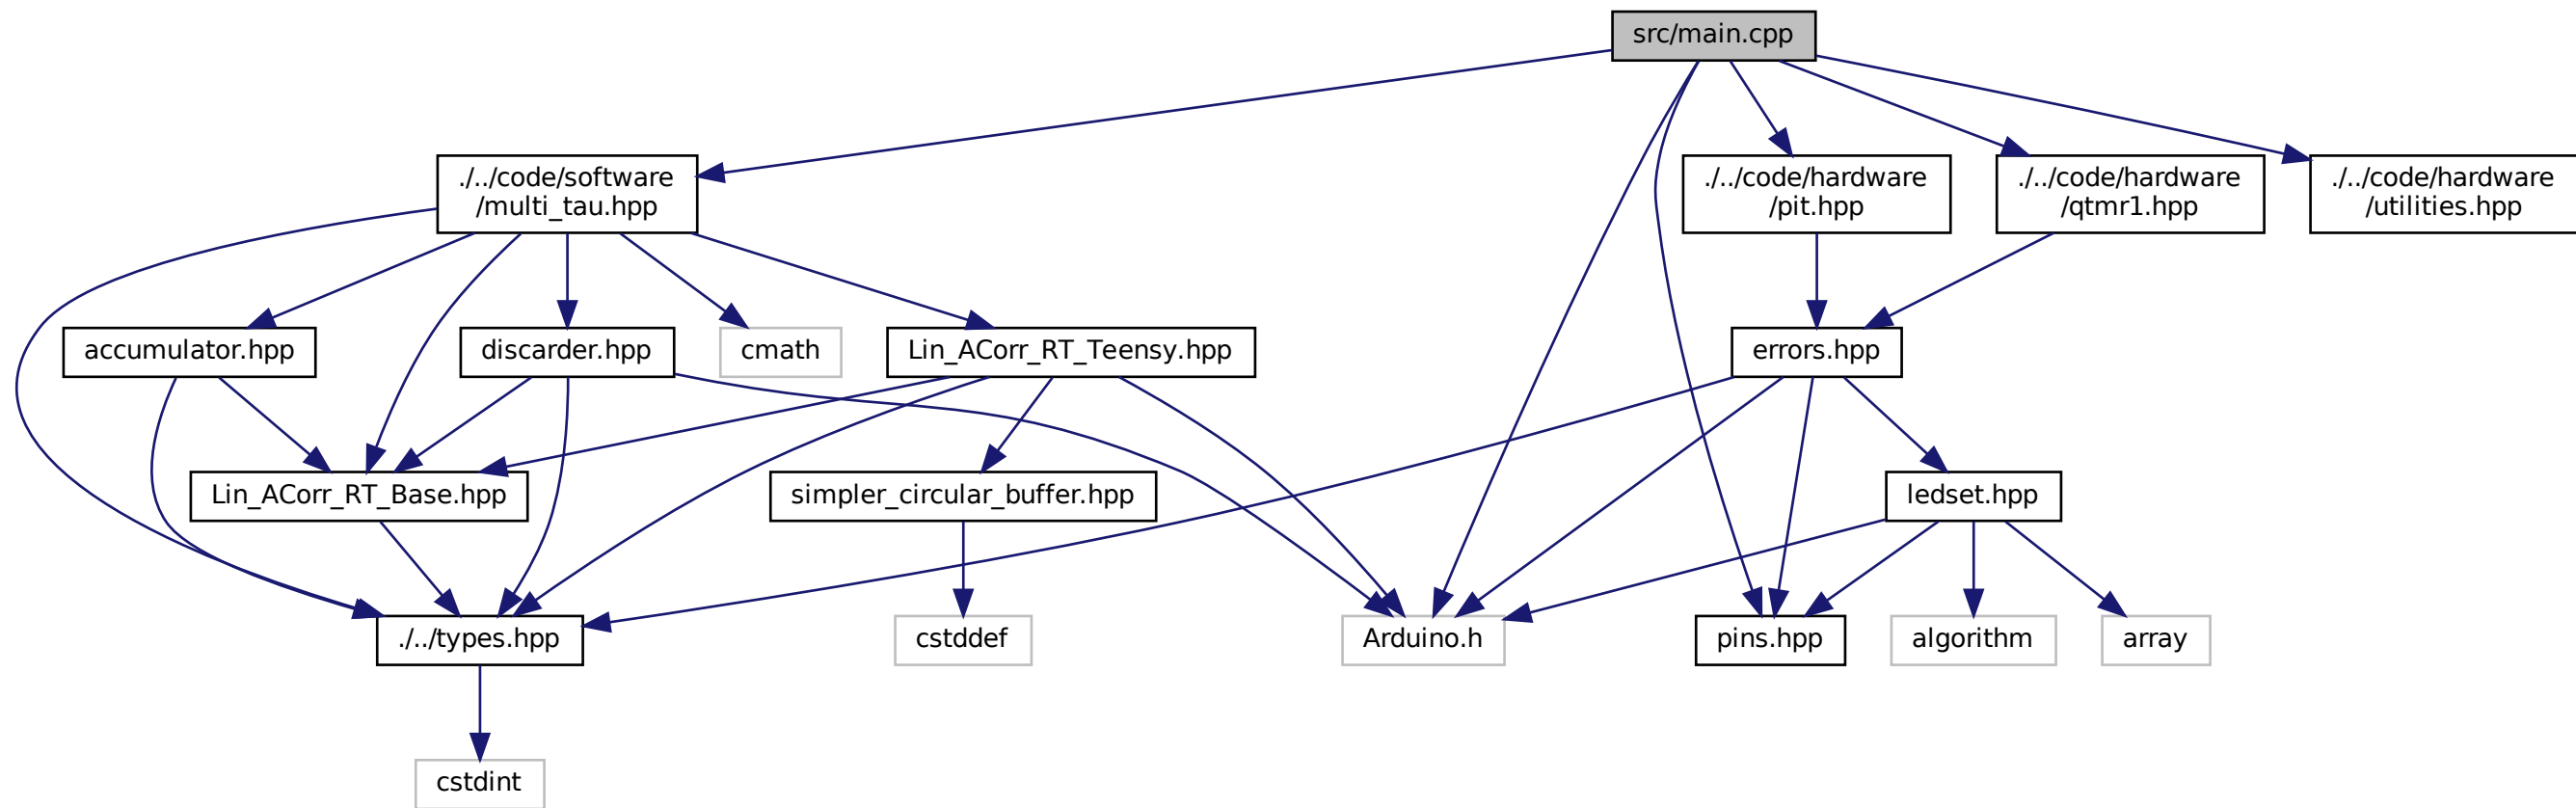 src/main.cpp
./../code/software
/multi_tau.hpp
./../code/hardware
/pit.hpp
./../code/hardware
/qtmr1.hpp
./../code/hardware
/utilities.hpp
accumulator.hpp
discarder.hpp
cmath
Lin_ACorr_RT_Teensy.hpp
errors.hpp
Lin_ACorr_RT_Base.hpp
simpler_circular_buffer.hpp
ledset.hpp
./../types.hpp
cstddef
Arduino.h
pins.hpp
algorithm
array
cstdint